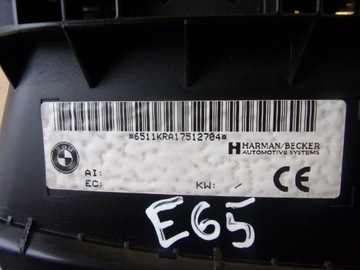 *6511KRA17512704*
HARMAN/BECKER
AUTOMOTIVE SYSTEMS
AI:
EC: KW: /
CE
E65